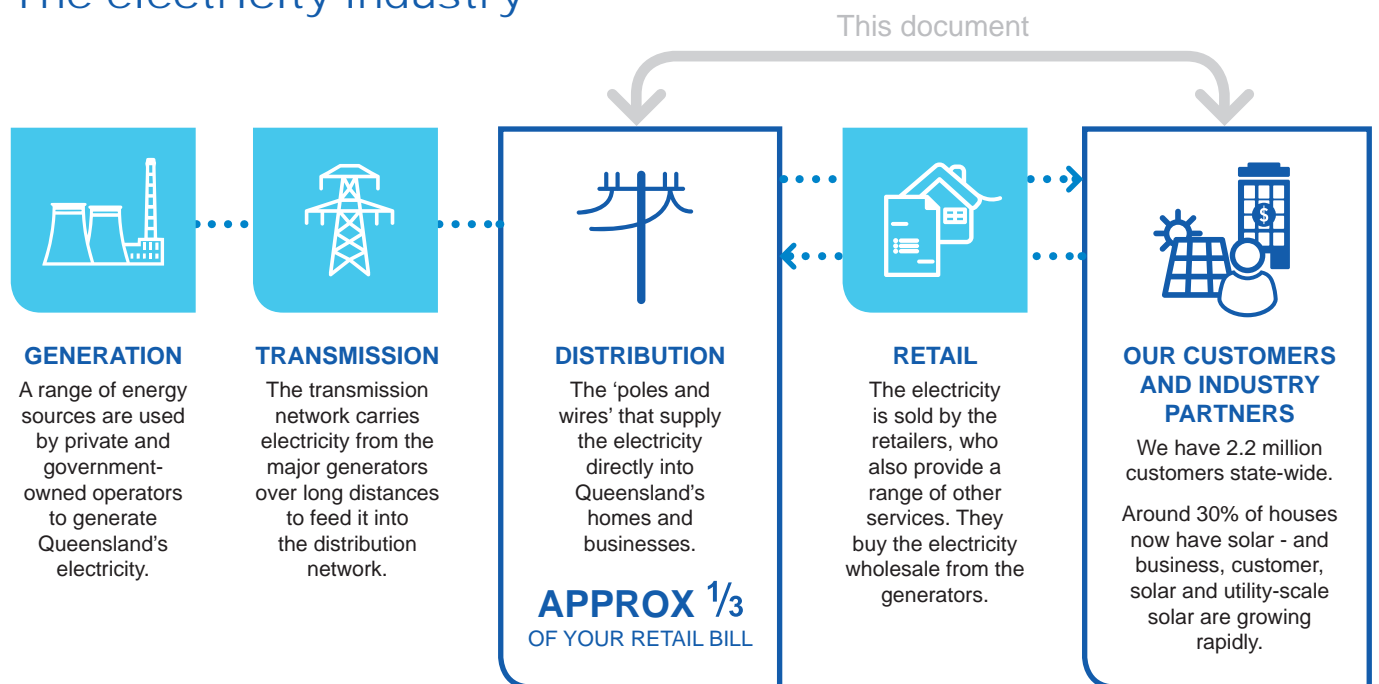 The electricity industry
This document
GENERATION
A range of energy
sources are used
by private and
government-
owned operators
to generate
Queensland's
electricity.
TRANSMISSION
The transmission
network carries
electricity from the
major generators
over long distances
to feed it into
the distribution
network.
DISTRIBUTION
The ‘poles and
wires’ that supply
the electricity
directly into
Queensland’s
homes and
businesses.
APPROX 1/3
OF YOUR RETAIL BILL
RETAIL
The electricity
is sold by the
retailers, who
also provide a
range of other
services. They
buy the electricity
wholesale from the
generators.
$
OUR CUSTOMERS
AND INDUSTRY
PARTNERS
We have 2.2 million
customers state-wide.
Around 30% of houses
now have solar - and
business, customer,
solar and utility-scale
solar are growing
rapidly.